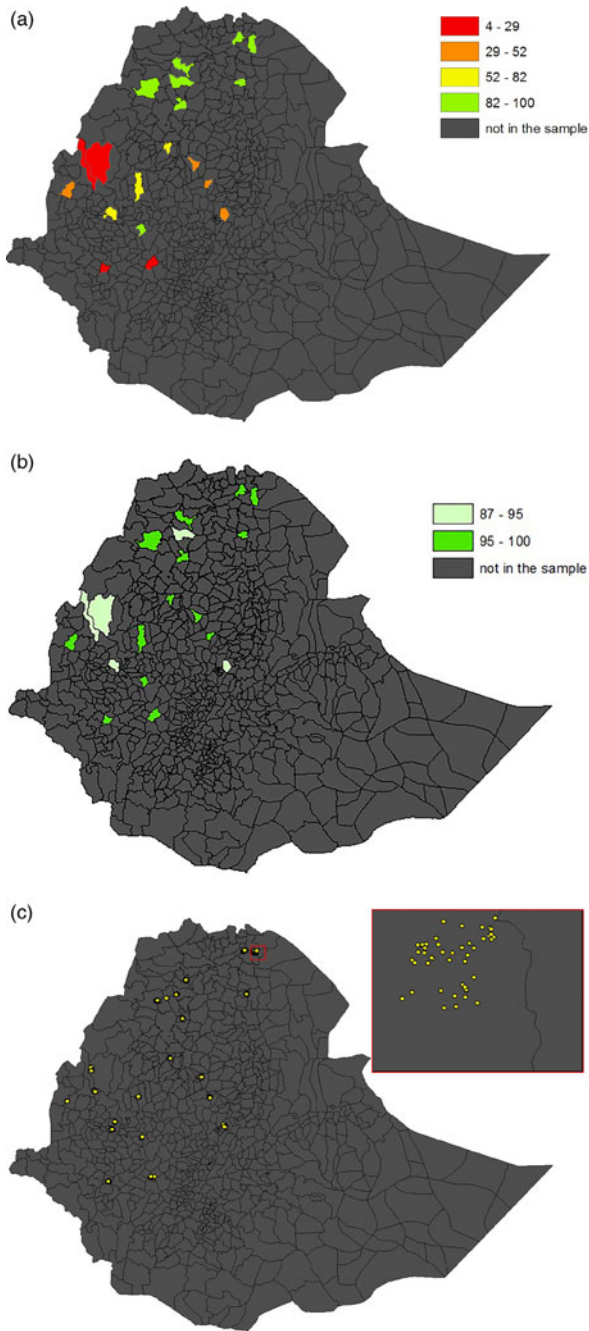 (a)
4 - 29
29 - 52
52 - 82
82 - 100
not in the sample
(b)
87 - 95
95 - 100
not in the sample
(c)